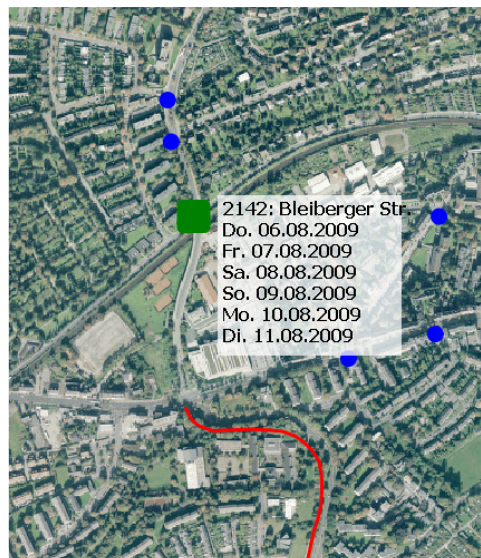 2142: Bleiberger Str.
Do. 06.08.2009
Fr. 07.08.2009
Sa. 08.08.2009
So. 09.08.2009
Mo. 10.08.2009
Di. 11.08.2009